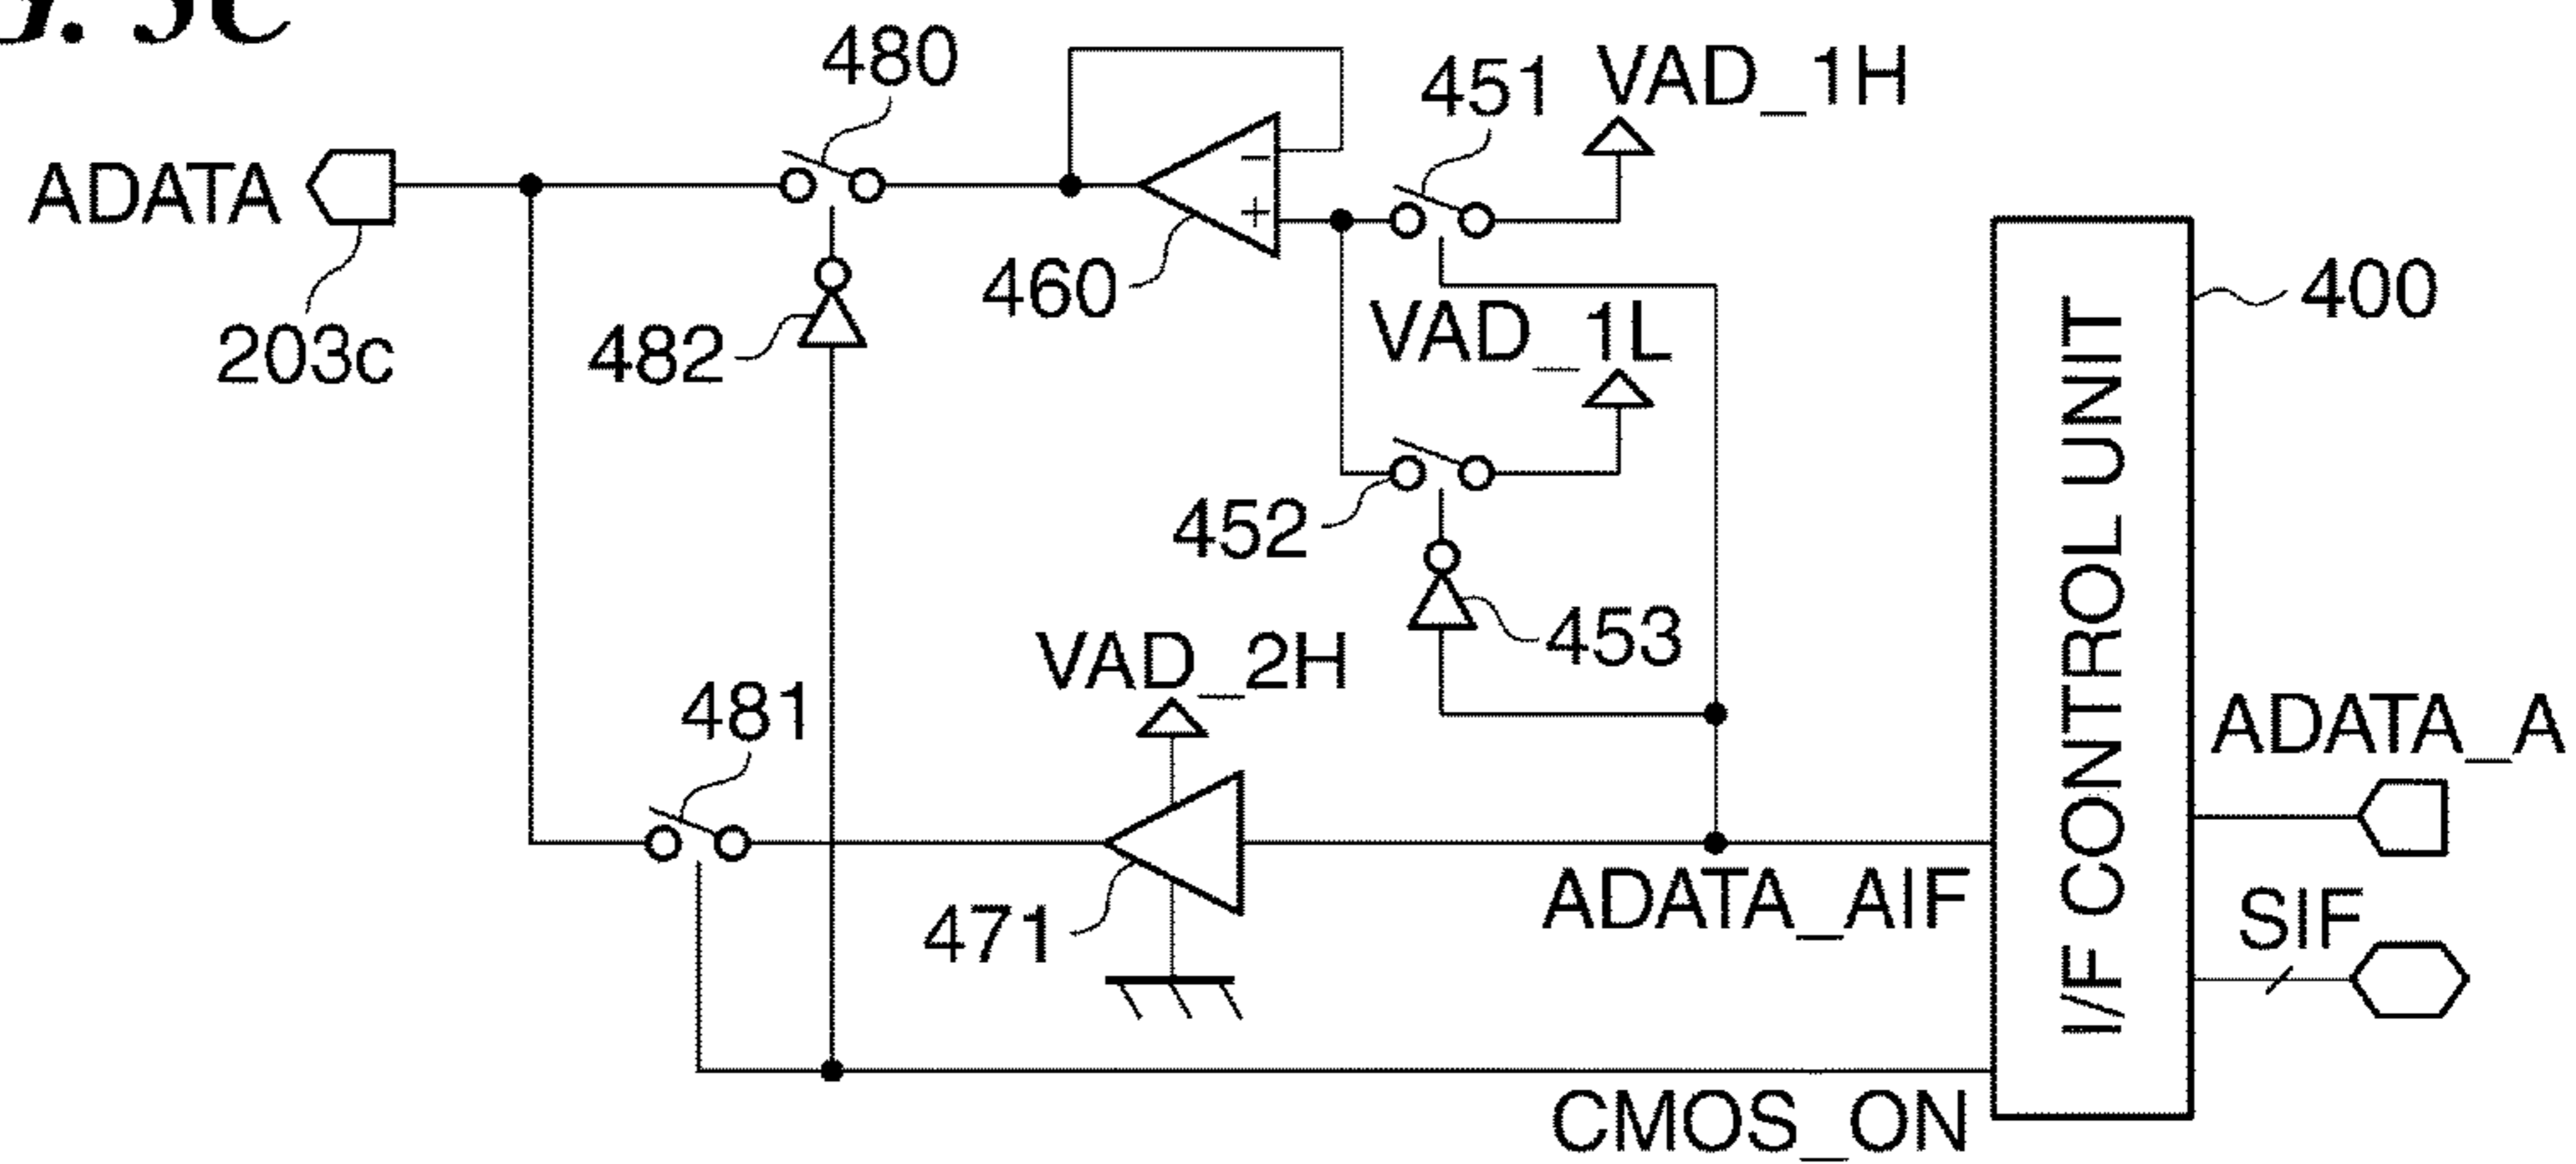 480
451
VAD_1H
ADATA
203c
482
460
VAD_1L
400
452
453
I/F CONTROL UNIT
VAD_2H
481
ADATA_A
471
ADATA_AIF
SIF
CMOS_ON